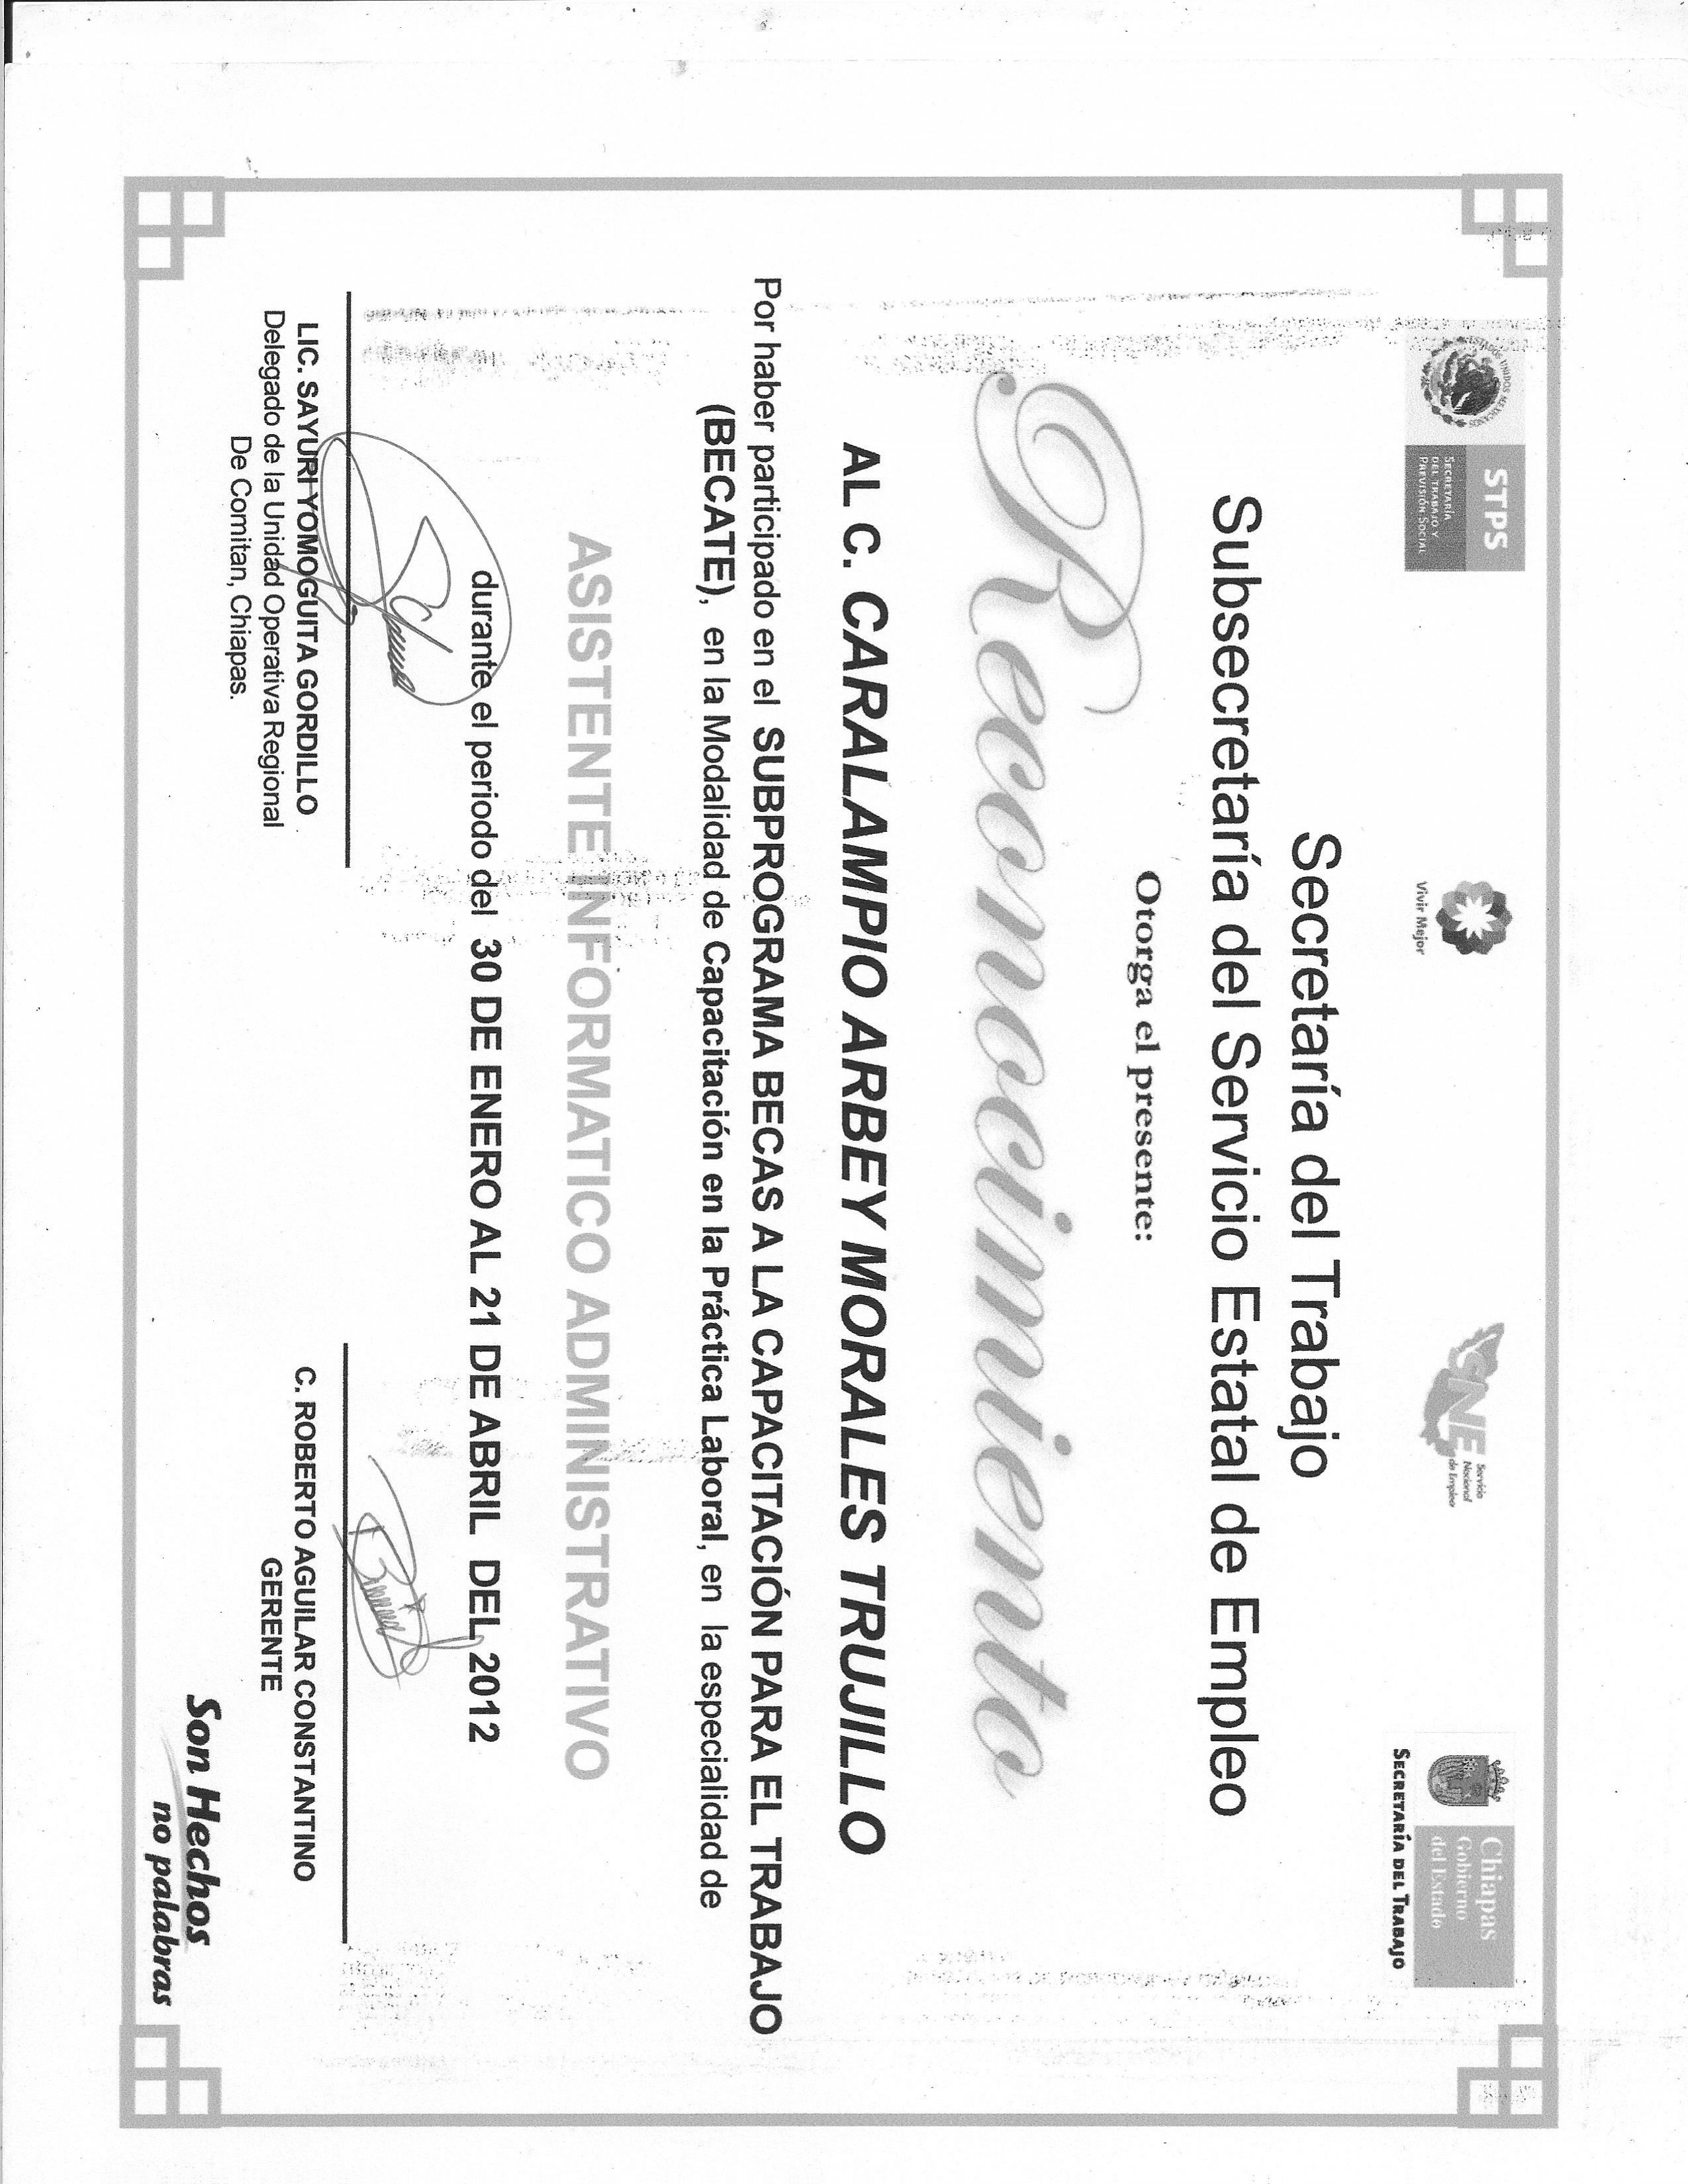 ESTADOS UNIDOS MEXICANOS
STPS
SECRETARÍA
DEL TRABAJO Y
PREVISIÓN SOCIAL
Vivir Mejor
SNE
Servicio
Nacional
de Empleo
Chiapas
Gobierno
del Estado
SECRETARÍA DEL TRABAJO
Secretaría del Trabajo
Subsecretaría del Servicio Estatal de Empleo
Otorga el presente:
Reconocimiento
AL C. CARALAMPIO ARBEY MORALES TRUJILLO
Por haber participado en el SUBPROGRAMA BECAS A LA CAPACITACIÓN PARA EL TRABAJO
(BECATE), en la Modalidad de Capacitación en la Práctica Laboral, en la especialidad de
ASISTENTE INFORMATICO ADMINISTRATIVO
durante el periodo del 30 DE ENERO AL 21 DE ABRIL DEL 2012
LIC. SAYURI YOMOGUITA GORDILLO
Delegado de la Unidad Operativa Regional
De Comitan, Chiapas.
C. ROBERTO AGUILAR CONSTANTINO
GERENTE
Son Hechos
no palabras